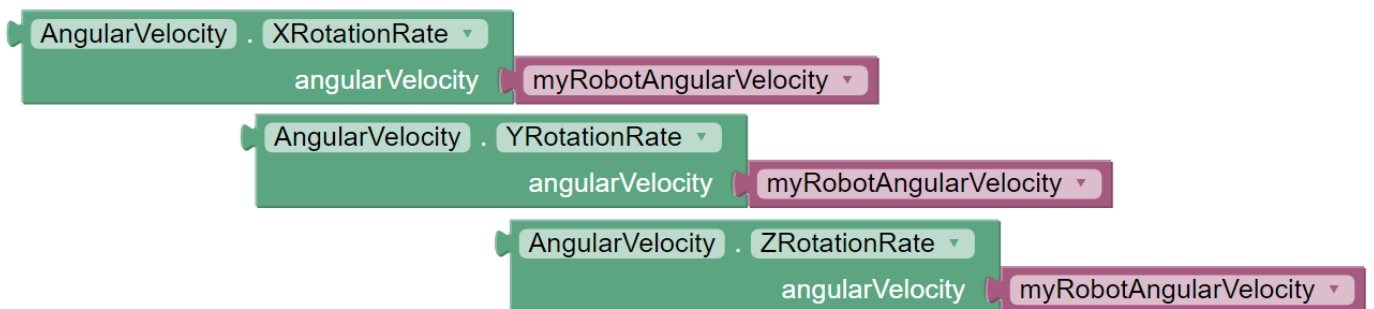 AngularVelocity . XRotationRate
angularVelocity myRobotAngularVelocity
AngularVelocity . YRotationRate
angularVelocity myRobotAngularVelocity
AngularVelocity . ZRotationRate
angularVelocity myRobotAngularVelocity